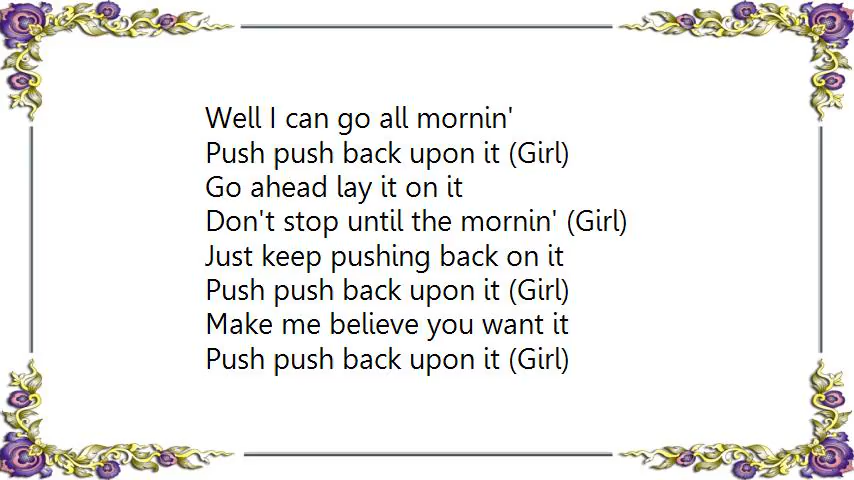 Well I can go all mornin'
Push push back upon it (Girl)
Go ahead lay it on it
Don't stop until the mornin' (Girl)
Just keep pushing back on it
Push push back upon it (Girl)
Make me believe you want it
Push push back upon it (Girl)